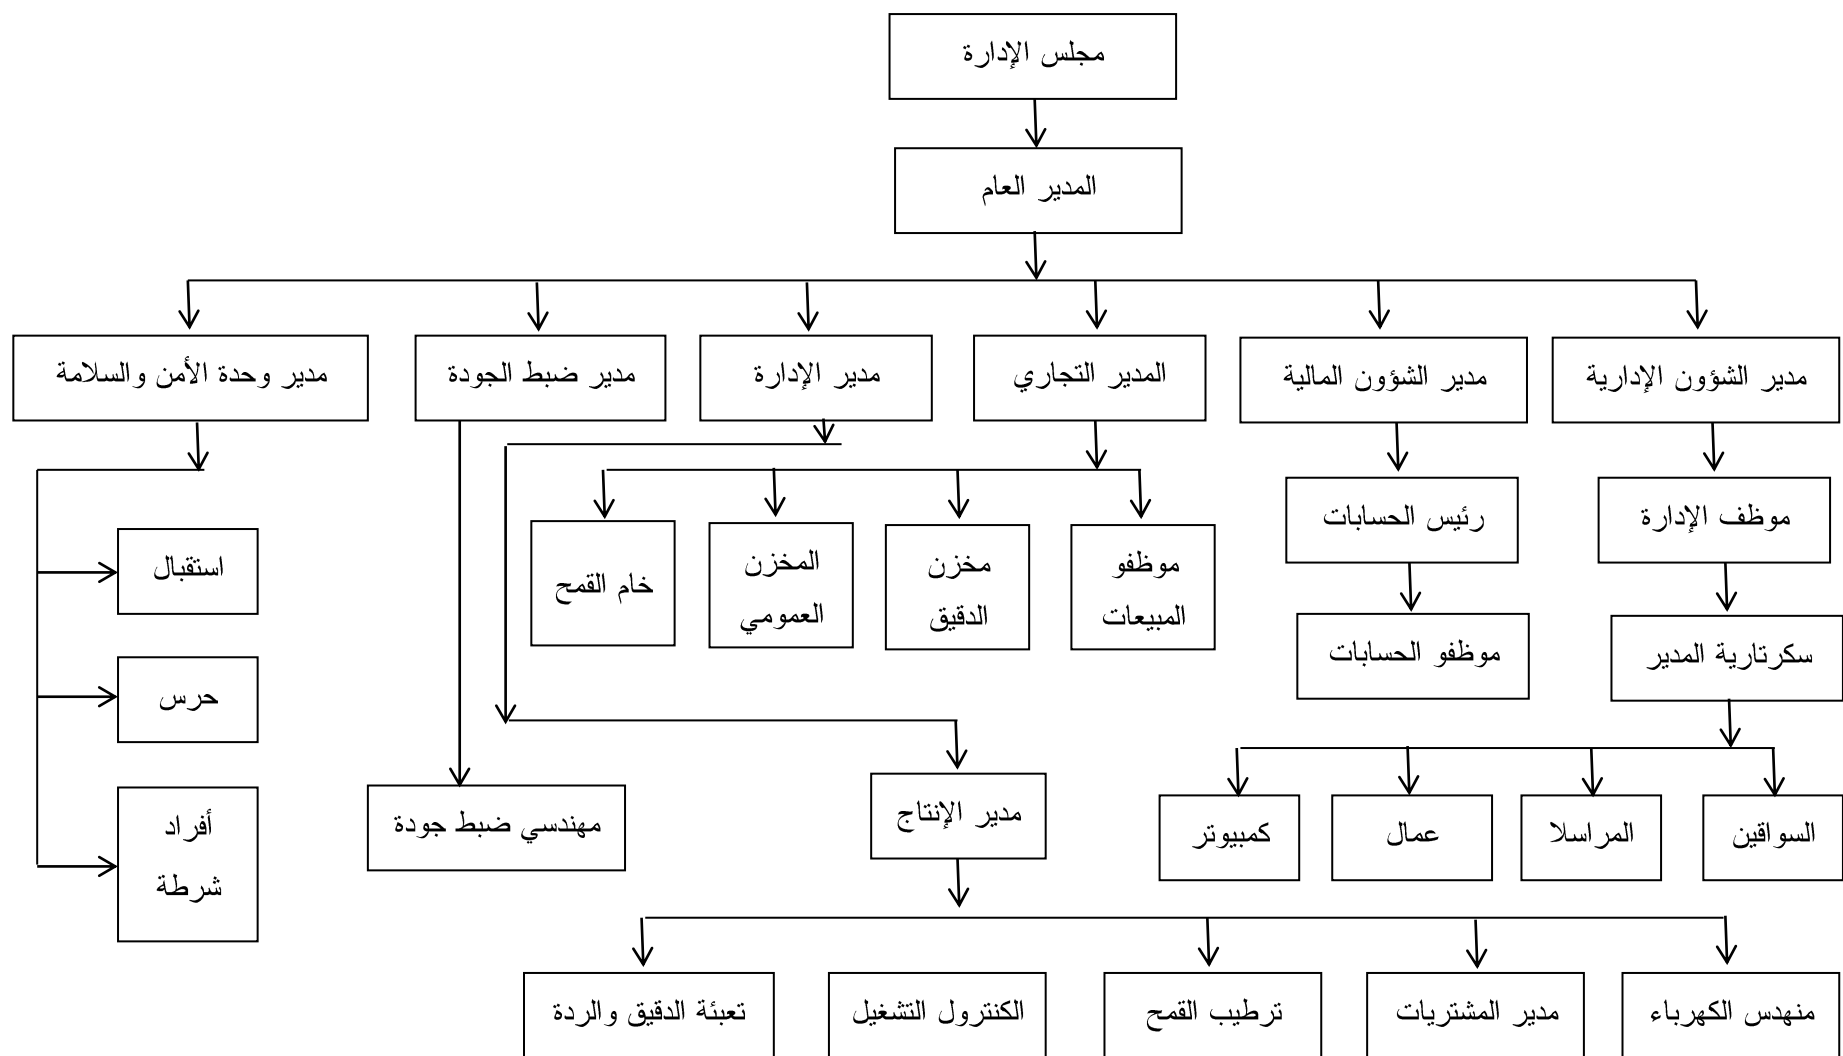 مجلس الإدارة
المدير العام
مدير الشؤون الإدارية
مدير الشؤون المالية
المدير التجاري
مدير الإدارة
مدير ضبط الجودة
مدير وحدة الأمن والسلامة
موظف الإدارة
رئيس الحسابات
موظفو
المبيعات
مخزن
الدقيق
المخزن
العمومي
خام القمح
استقبال
سكرتارية المدير
موظفو الحسابات
حرس
السواقين
المراسلا
عمال
كمبيوتر
مدير الإنتاج
مهندسي ضبط جودة
أفراد
شرطة
منهدس الكهرباء
مدير المشتريات
ترطيب القمح
الكنترول التشغيل
تعبئة الدقيق والردة